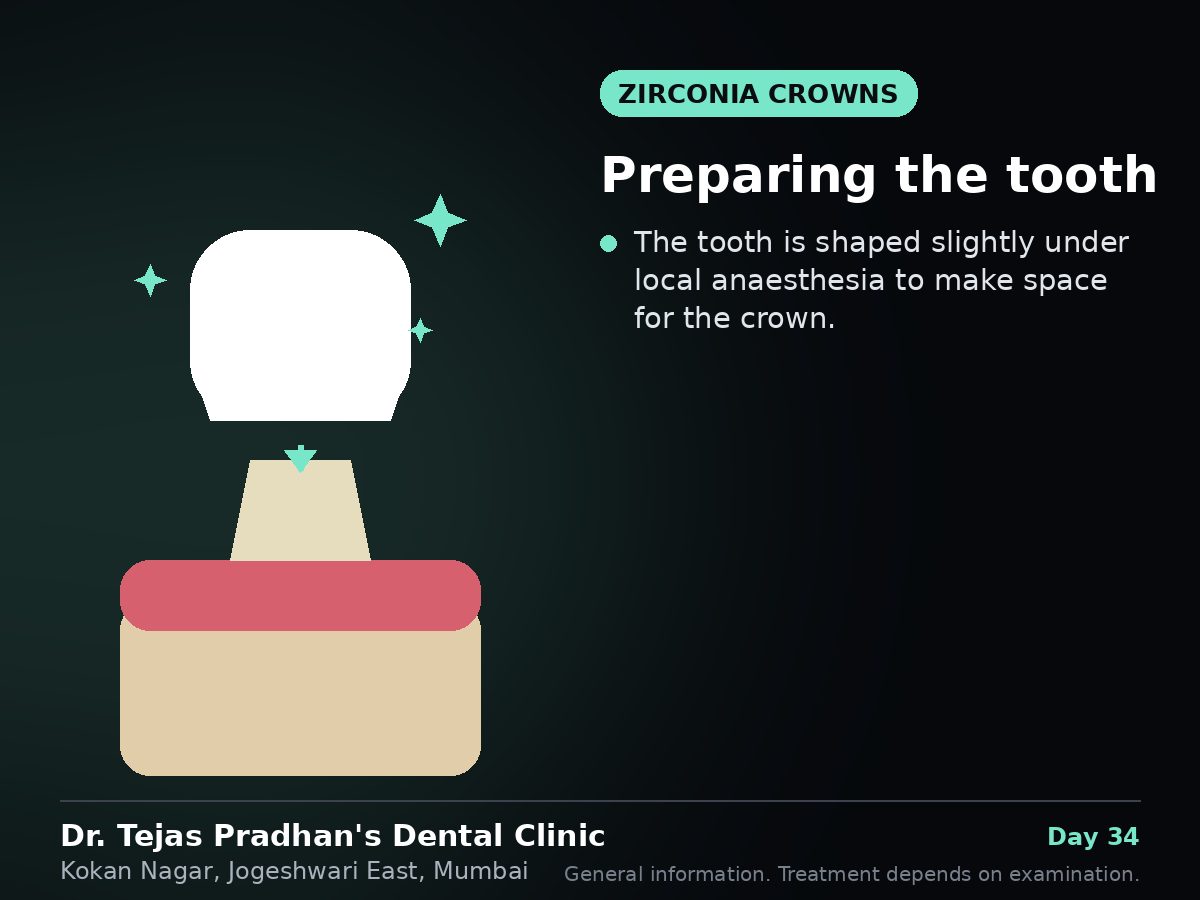 ZIRCONIA CROWNS
Preparing the tooth
The tooth is shaped slightly under
local anaesthesia to make space
for the crown.
Dr. Tejas Pradhan's Dental Clinic
Day 34
Kokan Nagar, Jogeshwari East, Mumbai
General information. Treatment depends on examination.